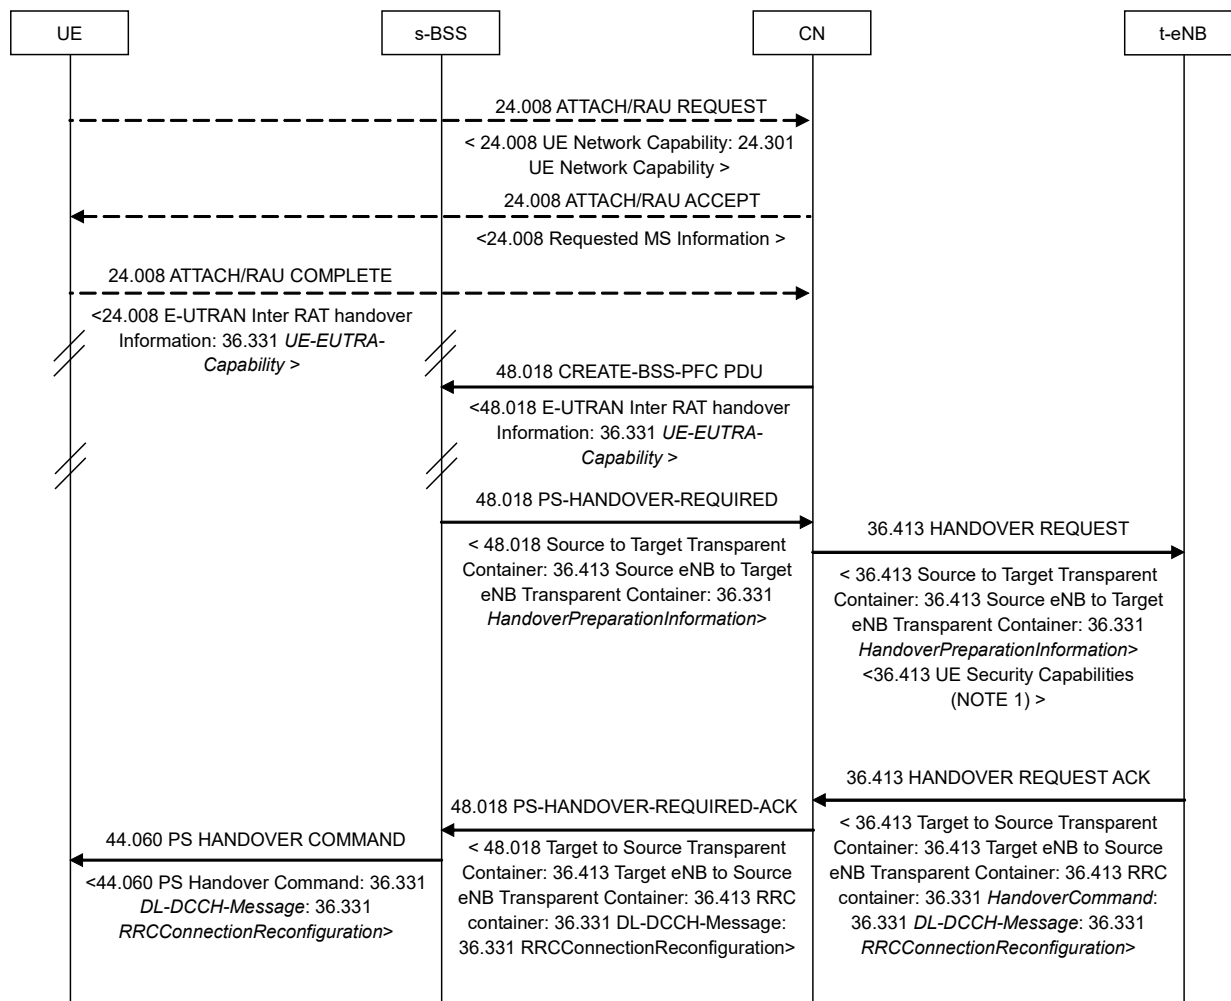 UE
s-BSS
CN
t-eNB
24.008 ATTACH/RAU REQUEST
< 24.008 UE Network Capability: 24.301
UE Network Capability >
24.008 ATTACH/RAU ACCEPT
<24.008 Requested MS Information >
24.008 ATTACH/RAU COMPLETE
<24.008 E-UTRAN Inter RAT handover
Information: 36.331 UE-EUTRA-
Capability >
48.018 CREATE-BSS-PFC PDU
<48.018 E-UTRAN Inter RAT handover
Information: 36.331 UE-EUTRA-
Capability >
48.018 PS-HANDOVER-REQUIRED
< 48.018 Source to Target Transparent
Container: 36.413 Source eNB to Target
eNB Transparent Container: 36.331
HandoverPreparationInformation>
36.413 HANDOVER REQUEST
< 36.413 Source to Target Transparent
Container: 36.413 Source eNB to Target
eNB Transparent Container: 36.331
HandoverPreparationInformation>
<36.413 UE Security Capabilities
(NOTE 1) >
36.413 HANDOVER REQUEST ACK
< 36.413 Target to Source Transparent
Container: 36.413 Target eNB to Source
eNB Transparent Container: 36.413 RRC
container: 36.331 HandoverCommand:
36.331 DL-DCCH-Message: 36.331
RRCConnectionReconfiguration>
48.018 PS-HANDOVER-REQUIRED-ACK
< 48.018 Target to Source Transparent
Container: 36.413 Target eNB to Source
eNB Transparent Container: 36.413 RRC
container: 36.331 DL-DCCH-Message:
36.331 RRCConnectionReconfiguration>
44.060 PS HANDOVER COMMAND
<44.060 PS Handover Command: 36.331
DL-DCCH-Message: 36.331
RRCConnectionReconfiguration>